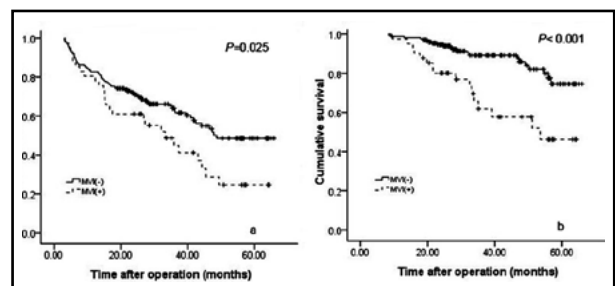 1.0
0.8
0.6
0.4
0.2
0.0
P=0.025
MVI(-)
MVI(+)
a
0.00 20.00 40.00 60.00
Time after operation (months)
Cumulative survival
1.0
0.8
0.6
0.4
0.2
0.0
P< 0.001
MVI(-)
MVI(+)
b
0.00 20.00 40.00 60.00
Time after operation (months)